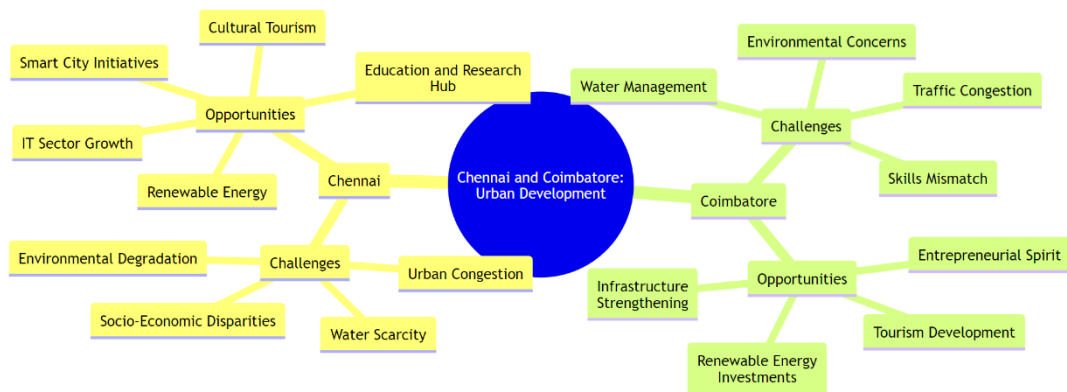 Chennai and Coimbatore:
Urban Development
Chennai
Opportunities
Cultural Tourism
Smart City Initiatives
Education and Research
Hub
IT Sector Growth
Renewable Energy
Challenges
Environmental Degradation
Urban Congestion
Socio-Economic Disparities
Water Scarcity
Coimbatore
Challenges
Environmental Concerns
Water Management
Traffic Congestion
Skills Mismatch
Opportunities
Entrepreneurial Spirit
Infrastructure
Strengthening
Tourism Development
Renewable Energy
Investments